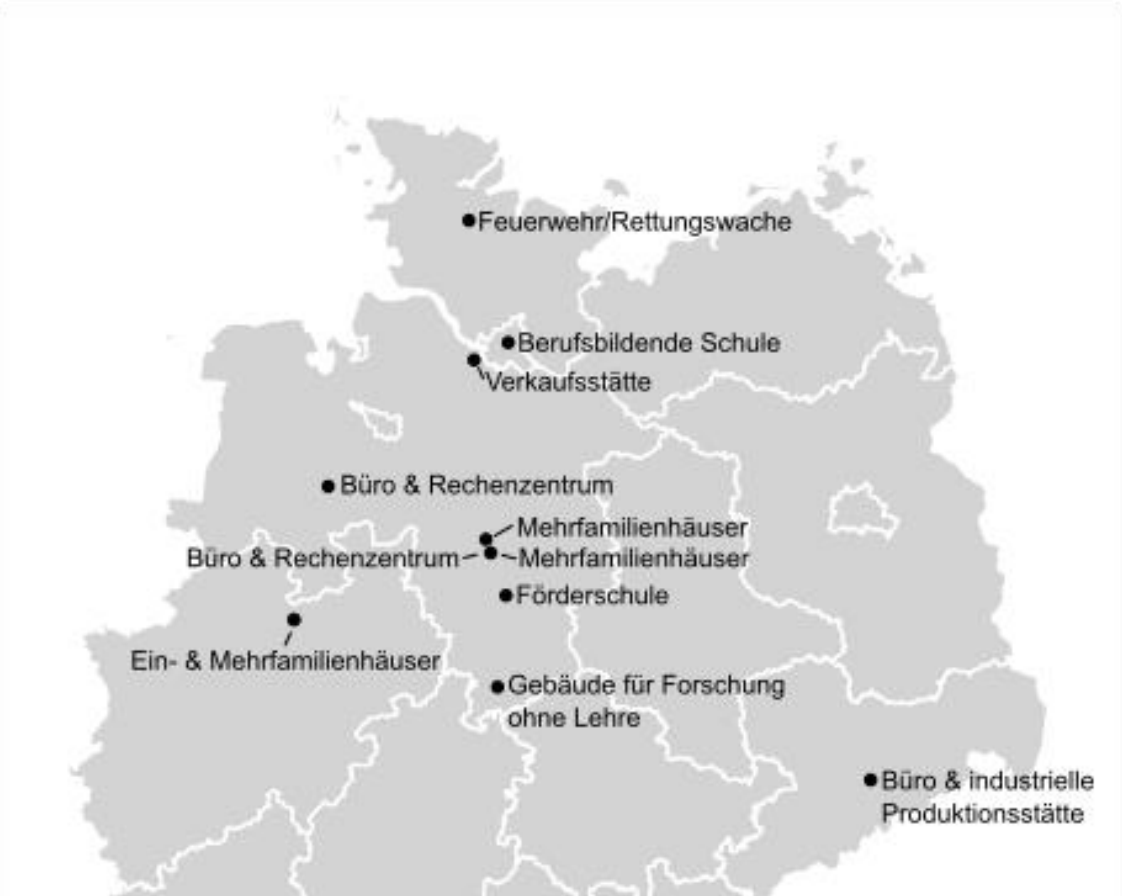 Feuerwehr/Rettungswache
Berufsbildende Schule
Verkaufsstätte
Büro & Rechenzentrum
Mehrfamilienhäuser
Büro & Rechenzentrum
Mehrfamilienhäuser
Förderschule
Ein- & Mehrfamilienhäuser
Gebäude für Forschung
ohne Lehre
Büro & industrielle
Produktionsstätte